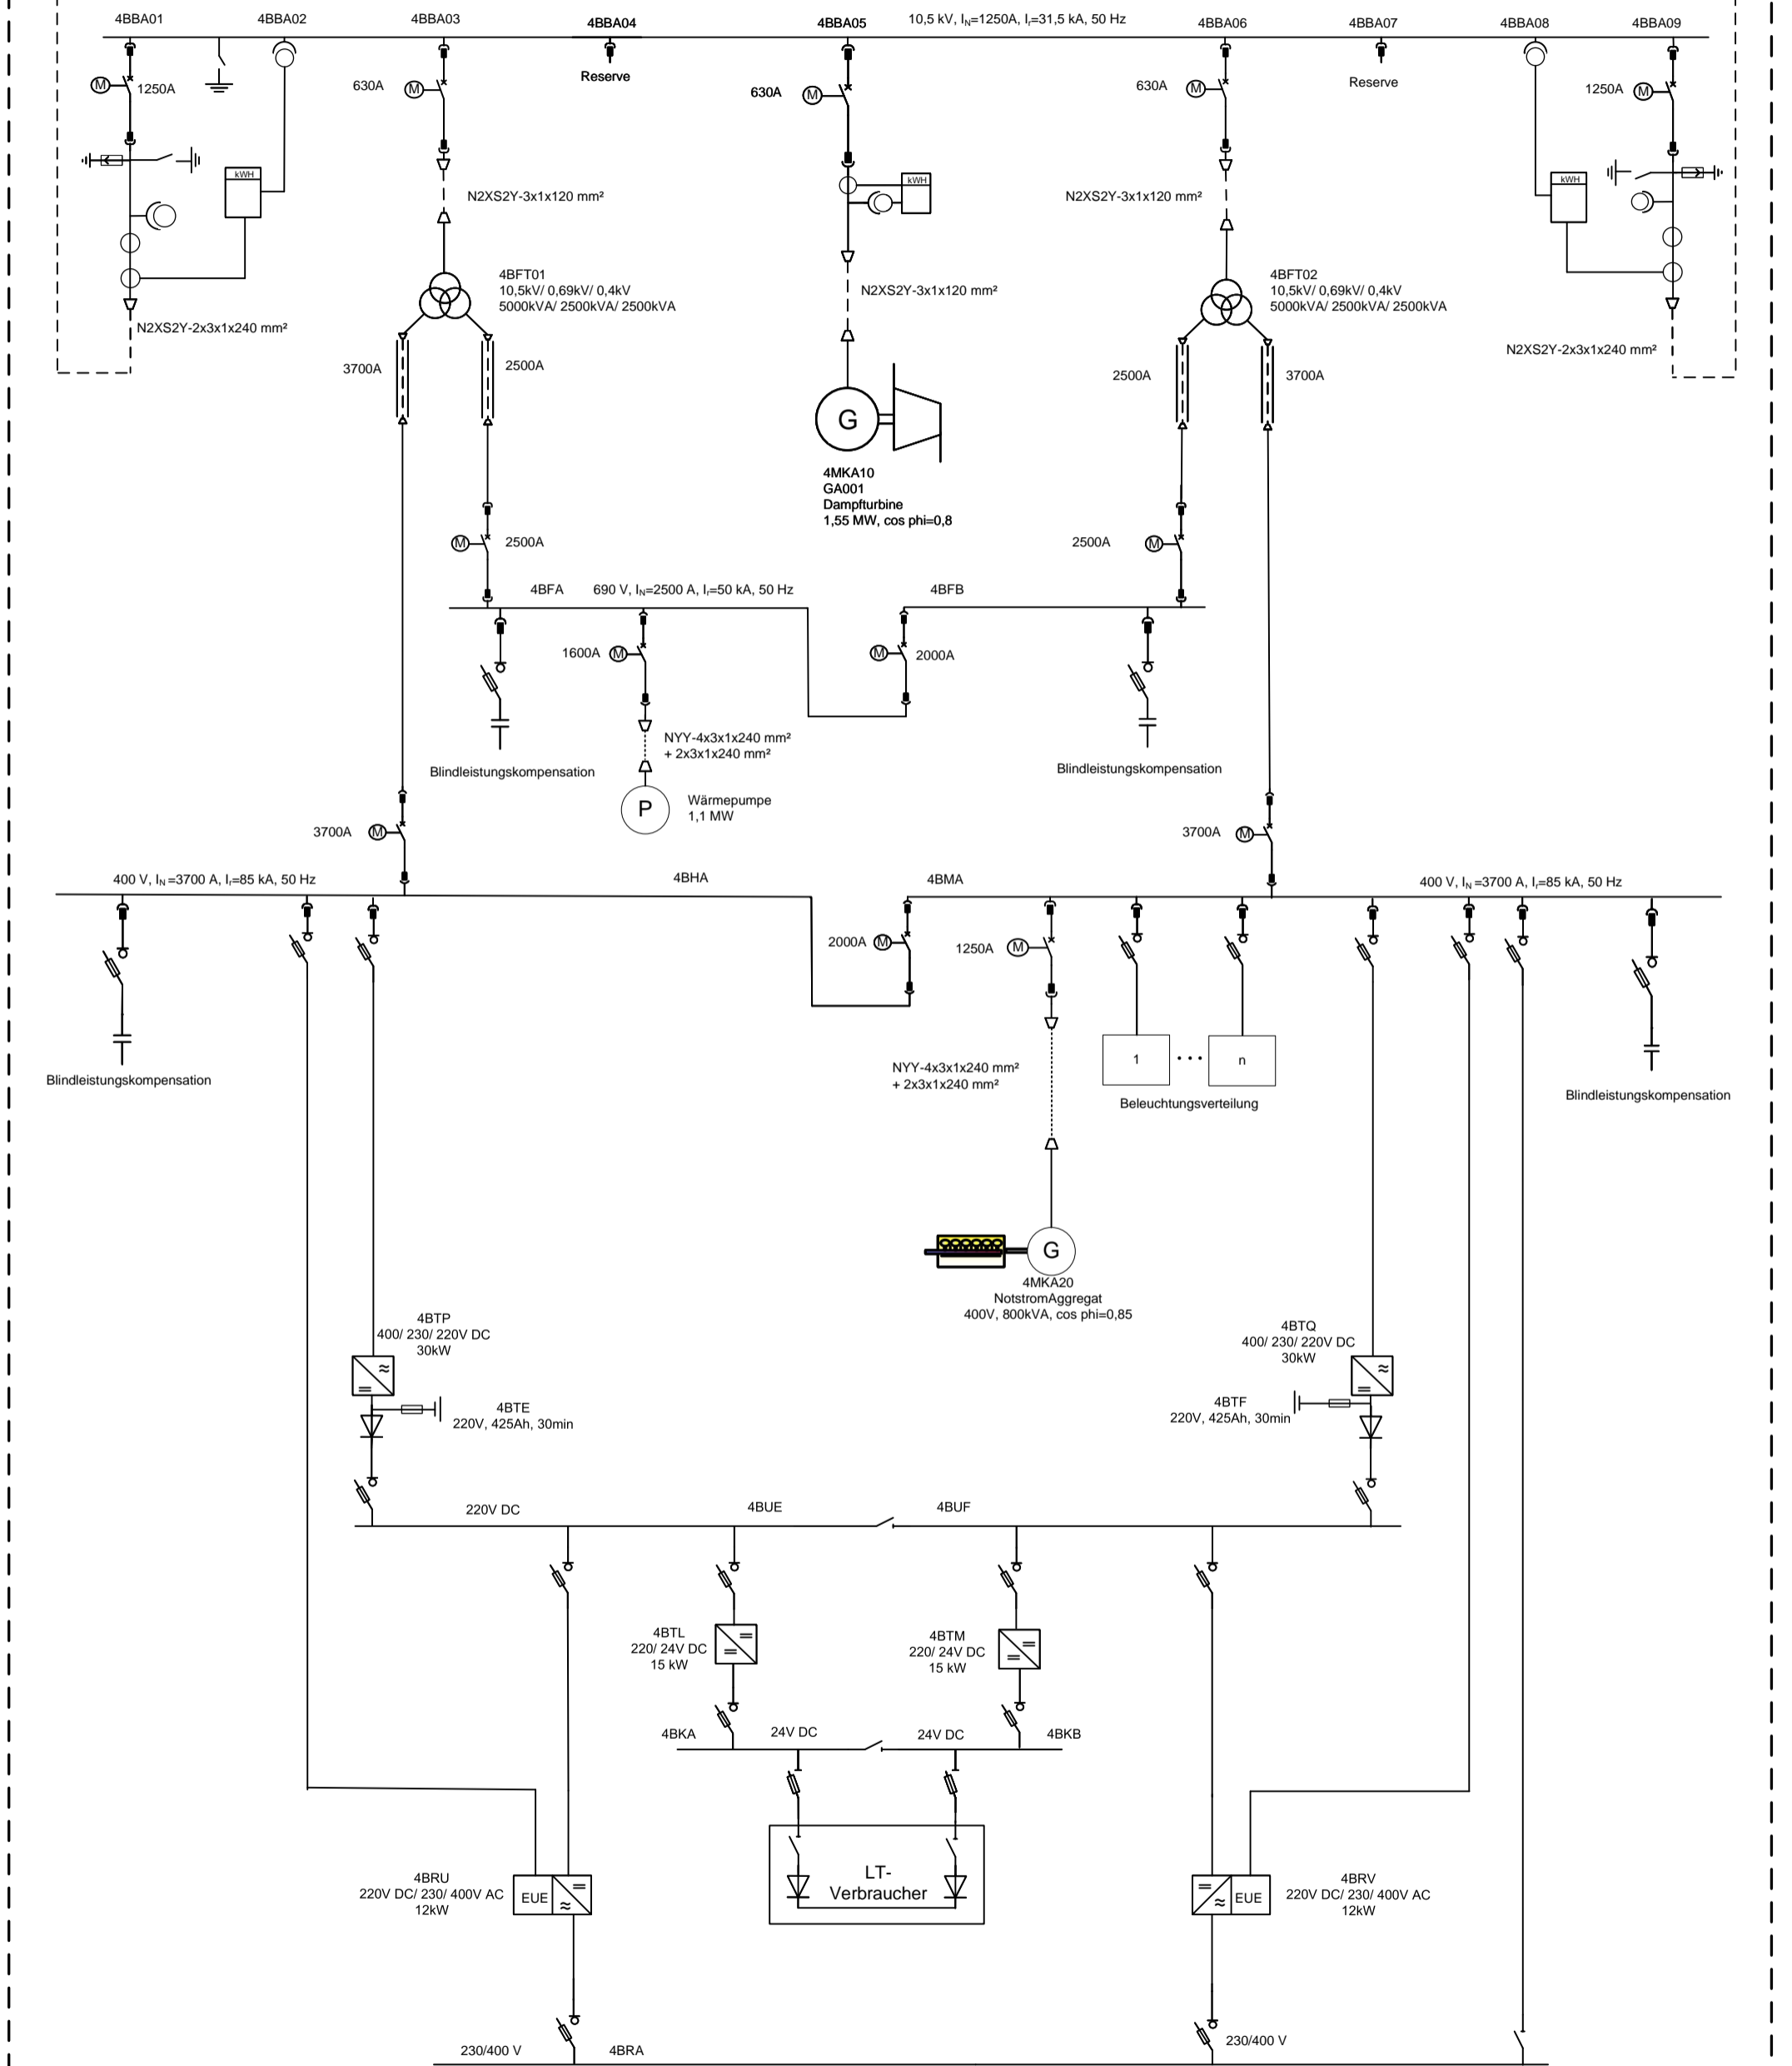 4BBA01
4BBA02
4BBA03
4BBA04
4BBA05
10,5 kV, I_N=1250A, I_r=31,5 kA, 50 Hz
4BBA06
4BBA07
4BBA08
4BBA09
M
1250A
630A
M
Reserve
630A
M
630A
M
Reserve
1250A
M
kWH
kWH
kWH
N2XS2Y-3x1x120 mm²
N2XS2Y-3x1x120 mm²
4BFT01
10,5kV/ 0,69kV/ 0,4kV
5000kVA/ 2500kVA/ 2500kVA
N2XS2Y-3x1x120 mm²
4BFT02
10,5kV/ 0,69kV/ 0,4kV
5000kVA/ 2500kVA/ 2500kVA
N2XS2Y-2x3x1x240 mm²
N2XS2Y-2x3x1x240 mm²
3700A
2500A
2500A
3700A
G
4MKA10
GA001
Dampfturbine
1,55 MW, cos phi=0,8
M
2500A
2500A
M
4BFA
690 V, I_N=2500 A, I_r=50 kA, 50 Hz
4BFB
1600A
M
M
2000A
NYY-4x3x1x240 mm²
+ 2x3x1x240 mm²
Blindleistungskompensation
Blindleistungskompensation
P
Wärmepumpe
1,1 MW
3700A
M
3700A
M
400 V, I_N =3700 A, I_r=85 kA, 50 Hz
4BHA
4BMA
400 V, I_N =3700 A, I_r=85 kA, 50 Hz
2000A
M
1250A
M
1
n
Beleuchtungsverteilung
NYY-4x3x1x240 mm²
+ 2x3x1x240 mm²
Blindleistungskompensation
Blindleistungskompensation
G
4MKA20
NotstromAggregat
400V, 800kVA, cos phi=0,85
4BTP
400/ 230/ 220V DC
30kW
4BTQ
400/ 230/ 220V DC
30kW
4BTE
220V, 425Ah, 30min
4BTF
220V, 425Ah, 30min
220V DC
4BUE
4BUF
4BTL
220/ 24V DC
15 kW
4BTM
220/ 24V DC
15 kW
4BKA
24V DC
24V DC
4BKB
LT-
Verbraucher
4BRU
220V DC/ 230/ 400V AC
12kW
EUE
EUE
4BRV
220V DC/ 230/ 400V AC
12kW
230/400 V
4BRA
230/400 V